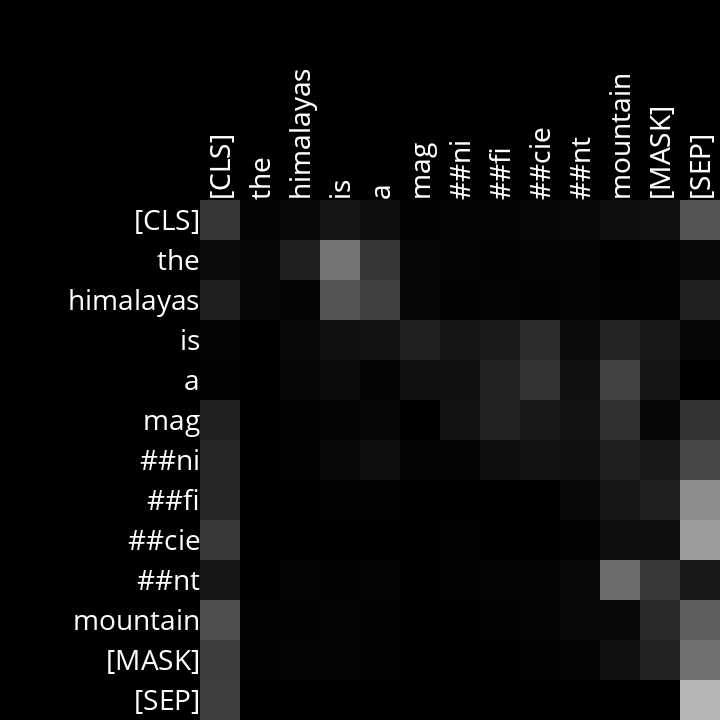 [CLS] the himalayas is a mag ##ni ##fi ##cie ##nt mountain [MASK] [SEP]
[CLS]
the
himalayas
is
a
mag
##ni
##fi
##cie
##nt
mountain
[MASK]
[SEP]